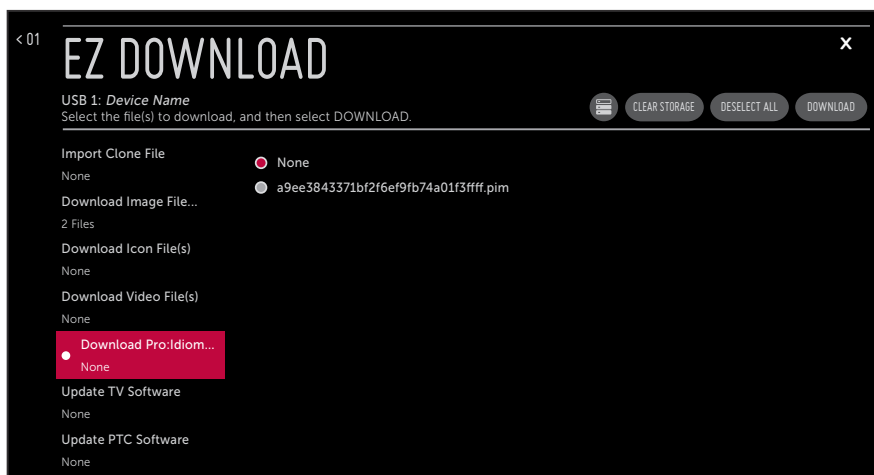 < 01
EZ DOWNLOAD
X
USB 1: Device Name
Select the file(s) to download, and then select DOWNLOAD.
CLEAR STORAGE
DESELECT ALL
DOWNLOAD
Import Clone File
None
Download Image File...
2 Files
Download Icon File(s)
None
Download Video File(s)
None
Download Pro:Idiom...
None
Update TV Software
None
Update PTC Software
None
None
a9ee3843371bf2f6ef9fb74a01f3ffff.pim